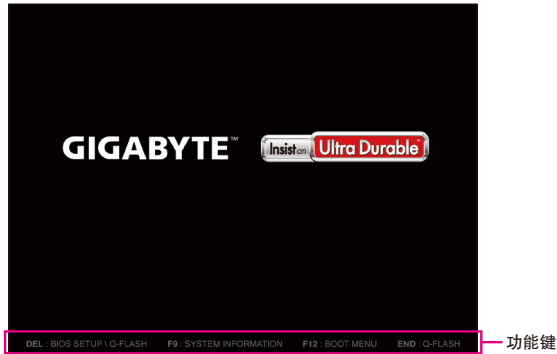 GIGABYTE™ Insist on Ultra Durable™
DEL : BIOS SETUP \ Q-FLASH F9 : SYSTEM INFORMATION F12 : BOOT MENU END : Q-FLASH 功能键